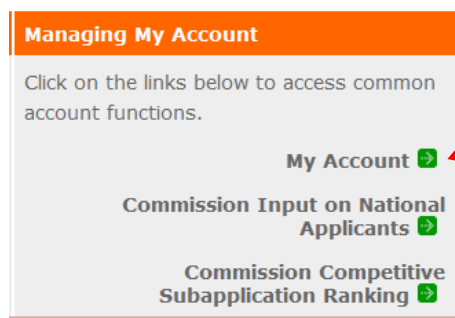 Managing My Account
Click on the links below to access common
account functions.
My Account
Commission Input on National
Applicants
Commission Competitive
Subapplication Ranking